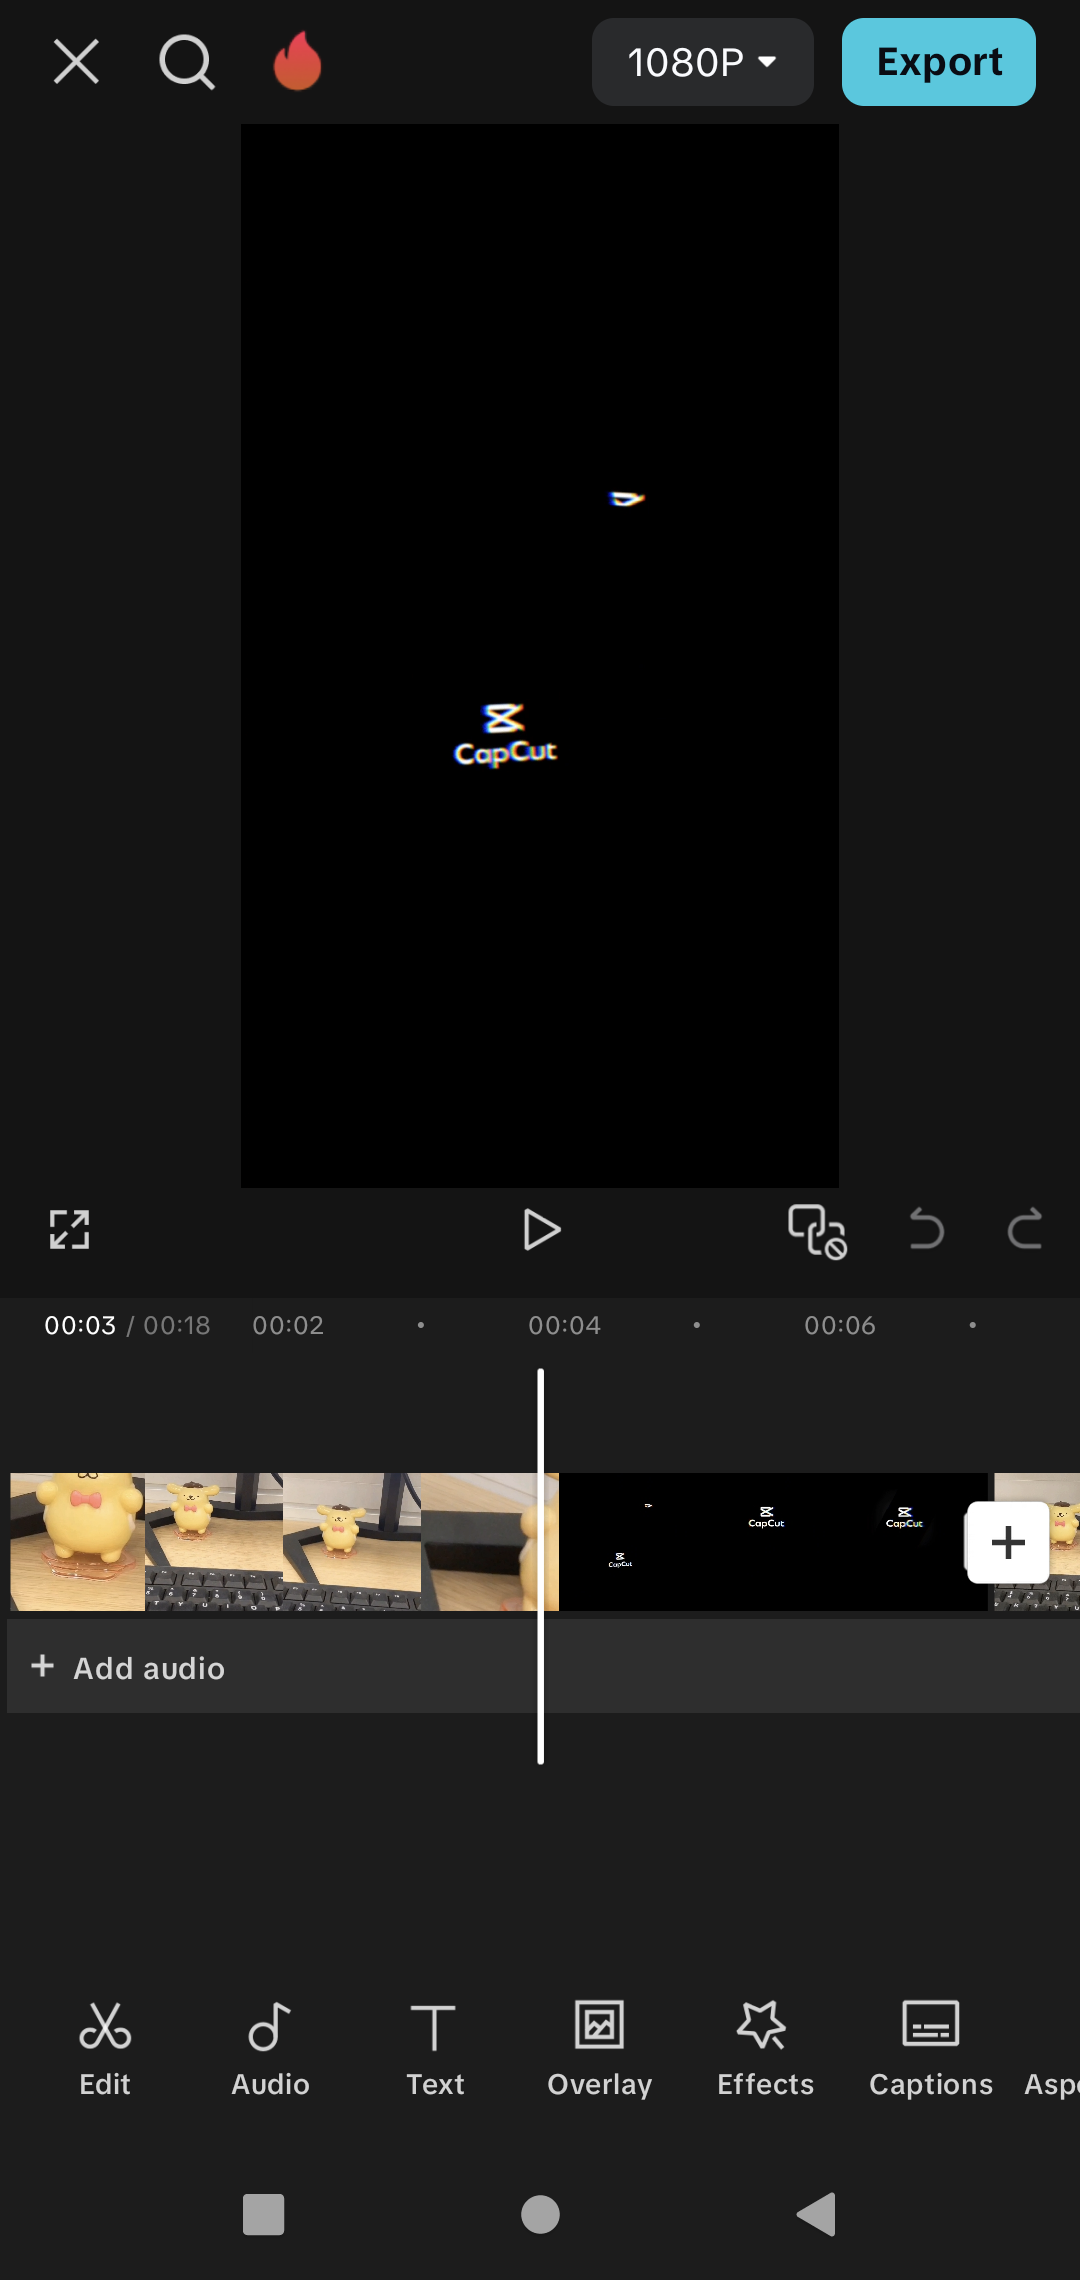 1080P
Export
CapCut
00:03 / 00:18 00:02 00:04 00:06
CapCut CapCut CapCut
Add audio
Edit Audio Text Overlay Effects Captions Aspe